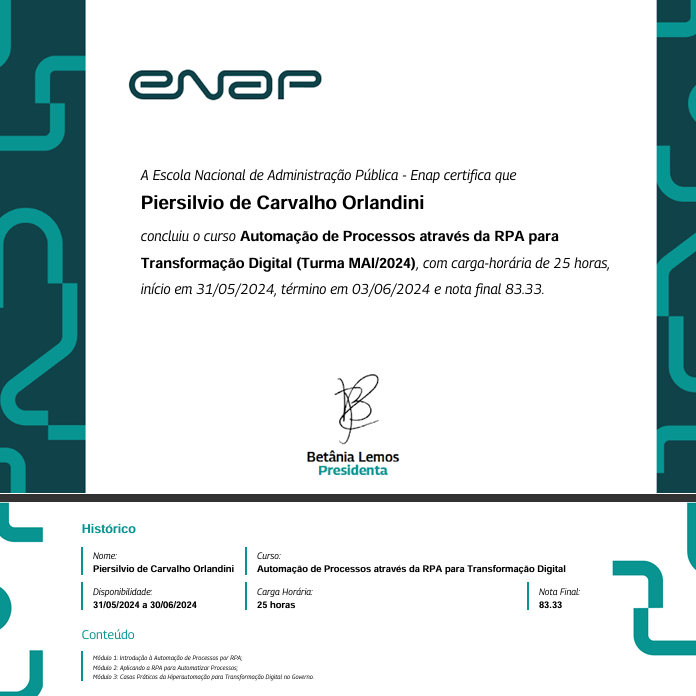 enap
A Escola Nacional de Administração Pública - Enap certifica que
Piersilvio de Carvalho Orlandini
concluiu o curso Automação de Processos através da RPA para
Transformação Digital (Turma MAI/2024), com carga-horária de 25 horas,
início em 31/05/2024, término em 03/06/2024 e nota final 83.33.
Betânia Lemos
Presidenta
Histórico
Nome:
Piersilvio de Carvalho Orlandini
Curso:
Automação de Processos através da RPA para Transformação Digital
Disponibilidade:
31/05/2024 a 30/06/2024
Carga Horária:
25 horas
Nota Final:
83.33
Conteúdo
Módulo 1: Introdução à Automação de Processos por RPA;
Módulo 2: Aplicando a RPA para Automatizar Processos;
Módulo 3: Casos Práticos da Hiperautomação para Transformação Digital no Governo.